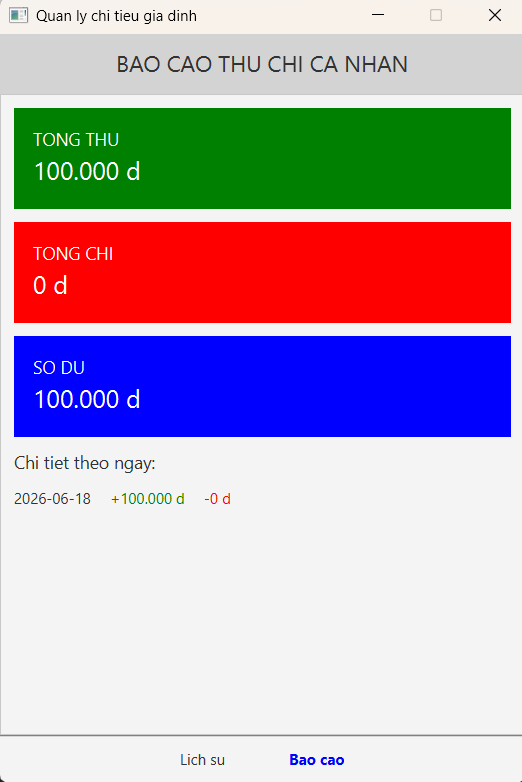 Quan ly chi tieu gia dinh
BAO CAO THU CHI CA NHAN
TONG THU
100.000 d
TONG CHI
0 d
SO DU
100.000 d
Chi tiet theo ngay:
2026-06-18 +100.000 d -0 d
Lich su Bao cao